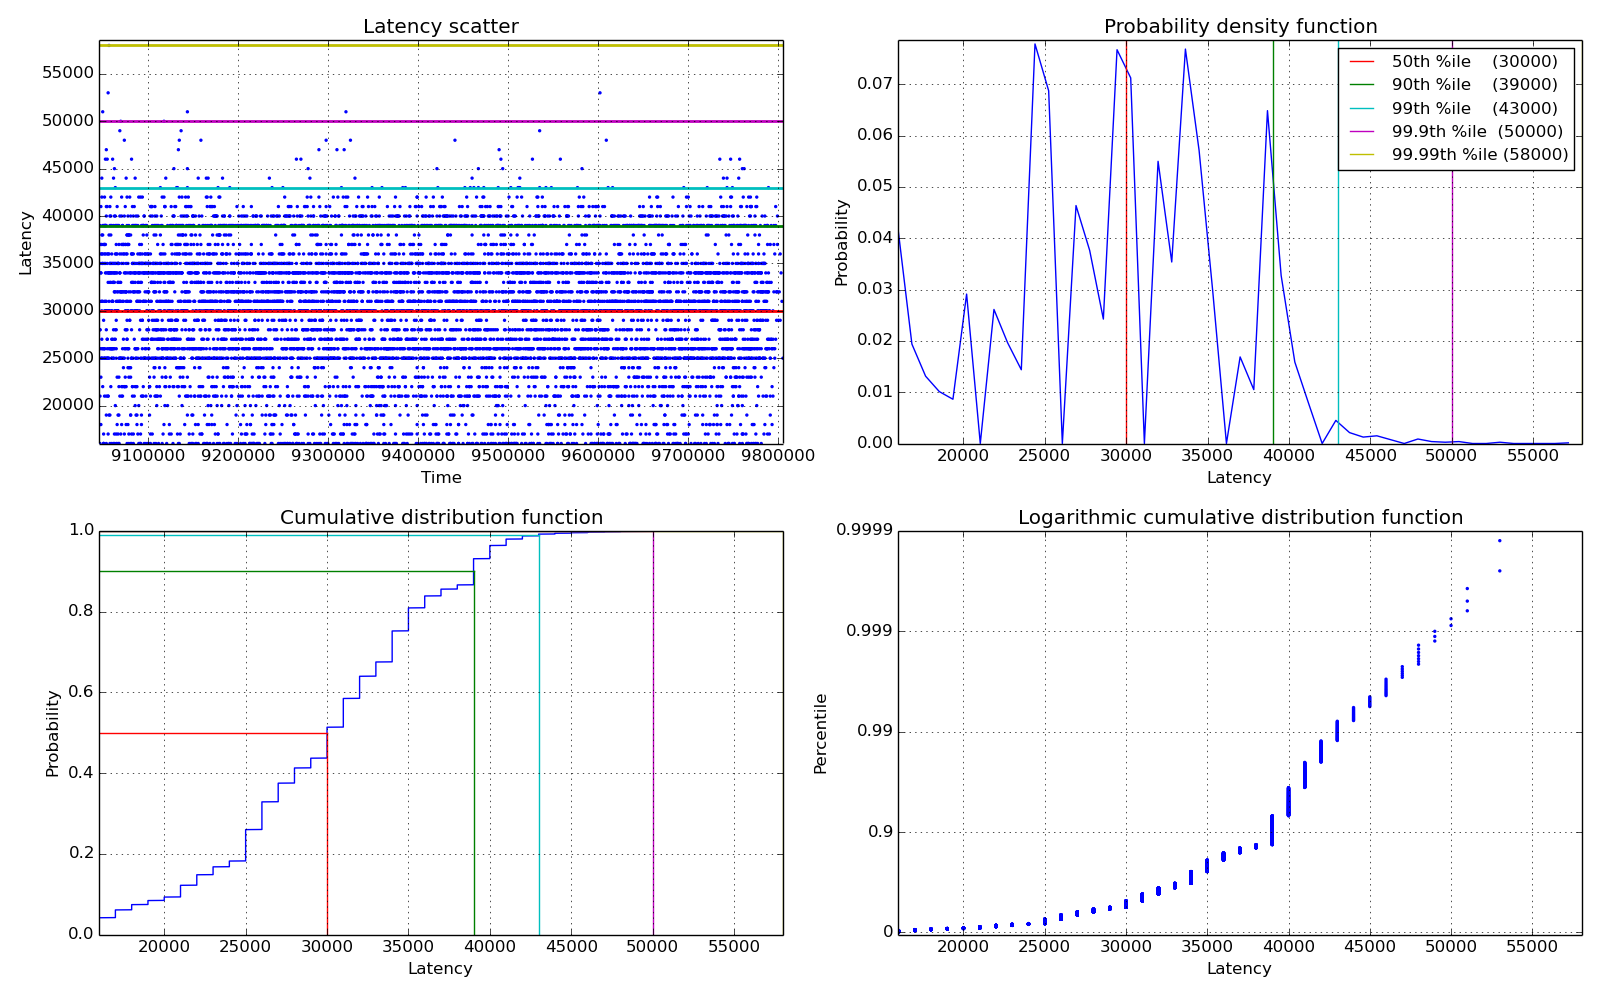 Latency scatter
55000
50000
45000
40000
35000
30000
25000
20000
Latency
9100000 9200000 9300000 9400000 9500000 9600000 9700000 9800000
Time
Probability density function
50th %ile (30000)
90th %ile (39000)
99th %ile (43000)
99.9th %ile (50000)
99.99th %ile (58000)
0.07
0.06
0.05
0.04
0.03
0.02
0.01
0.00
Probability
20000 25000 30000 35000 40000 45000 50000 55000
Latency
Cumulative distribution function
1.0
0.8
0.6
0.4
0.2
0.0
Probability
20000 25000 30000 35000 40000 45000 50000 55000
Latency
Logarithmic cumulative distribution function
0.9999
0.999
0.99
0.9
0
Percentile
20000 25000 30000 35000 40000 45000 50000 55000
Latency